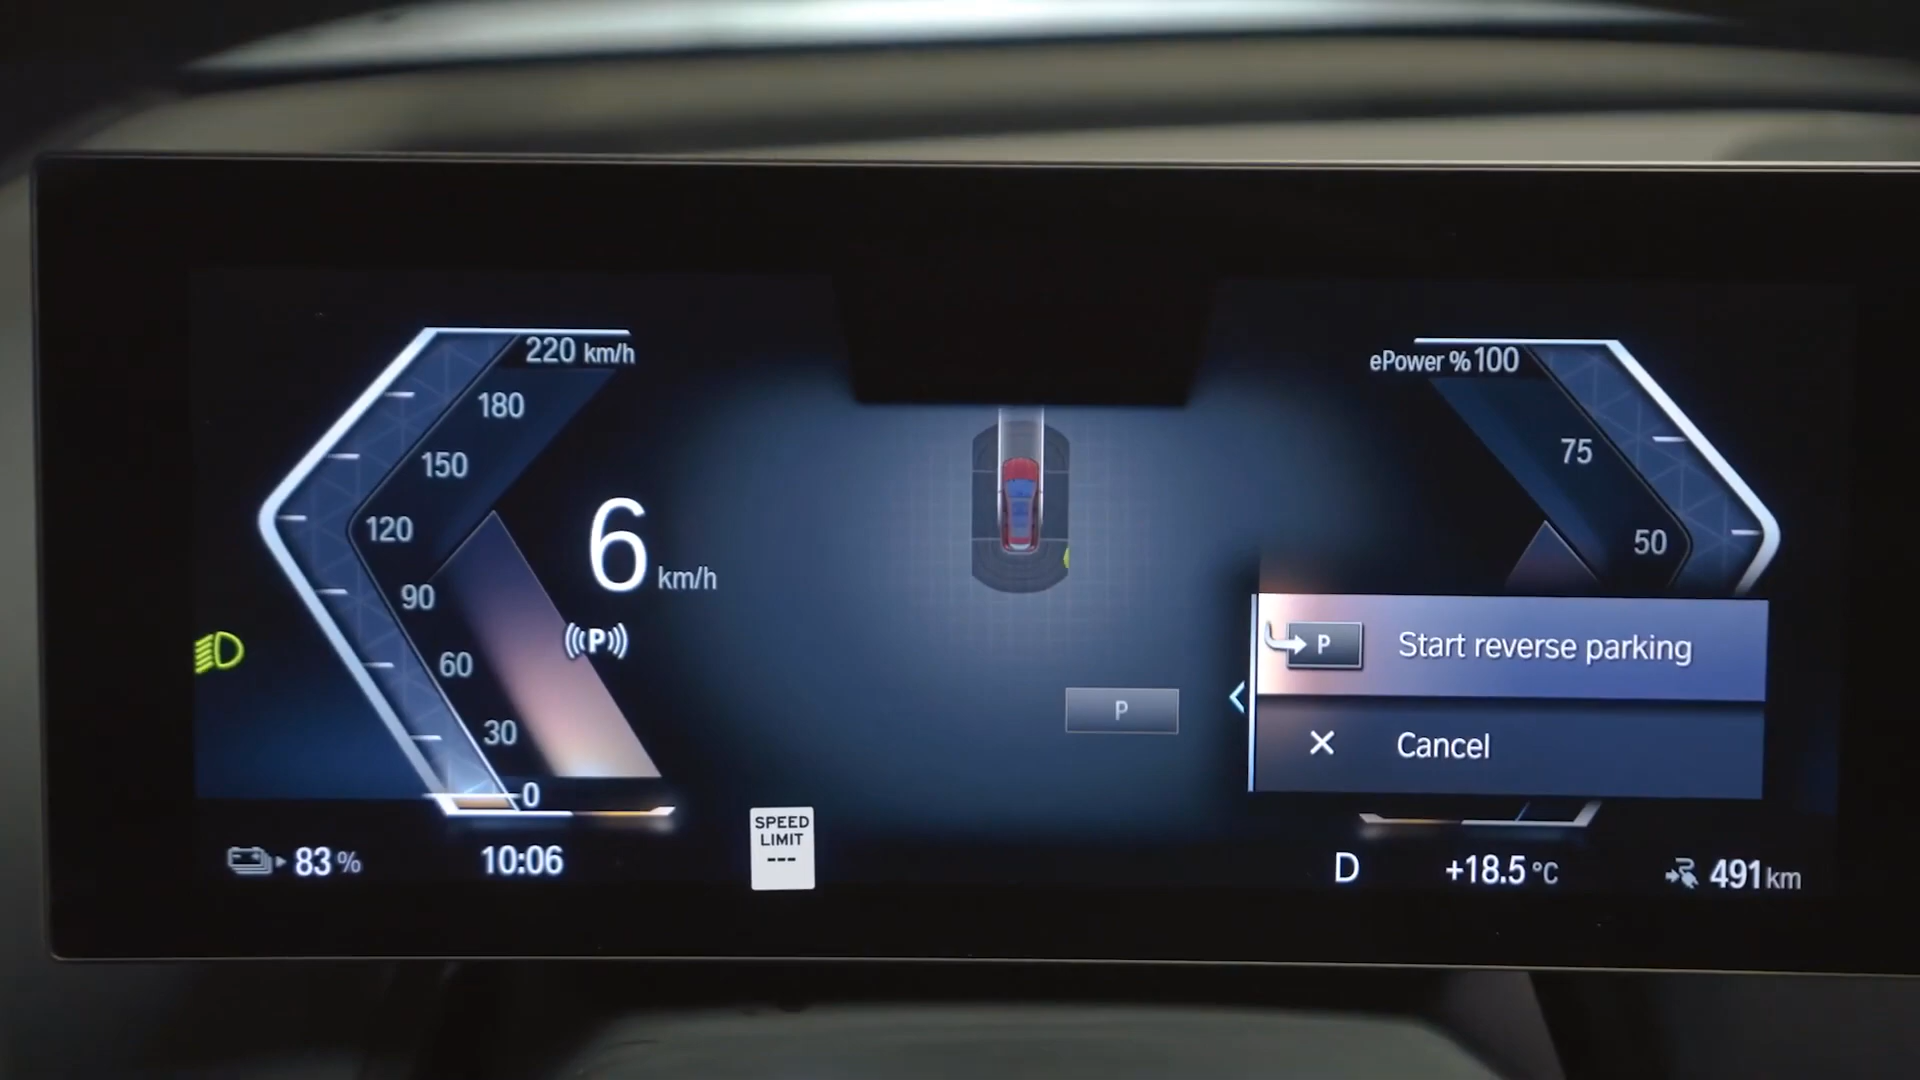 220 km/h
180
150
120
90
60
30
0
6 km/h
((P))
P
ePower % 100
75
50
P Start reverse parking
Cancel
83 %
10:06
SPEED
LIMIT
---
D
+18.5 °C
491 km